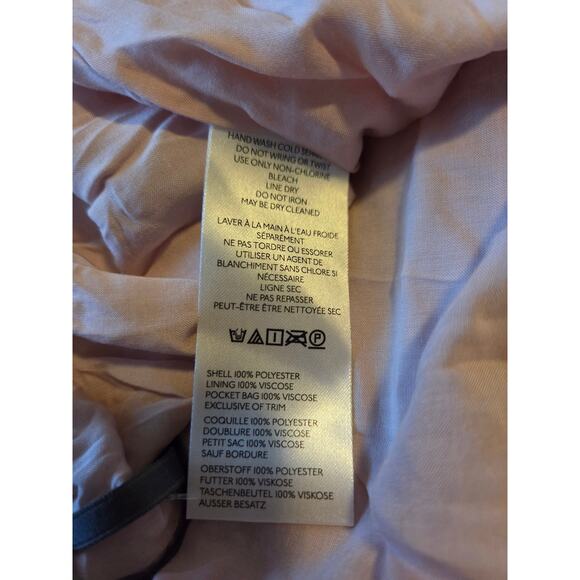 HAND WASH COLD
DO NOT WRING OR TWIST
USE ONLY NON-CHLORINE
BLEACH
LINE DRY
DO NOT IRON
MAY BE DRY CLEANED
LAVER À LA MAIN À L'EAU FROIDE
SÉPARÉMENT
NE PAS TORDRE QU ESSORER
UTILISER UN AGENT DE
BLANCHIMENT SANS CHLORE SI
NÉCESSAIRE
LIGNE SEC
NE PAS REPASSER
PEUT-ÊTRE ÊTRE NETTOYÉE SEC
P
SHELL 100% POLYESTER
LINING 100% VISCOSE
POCKET BAG 100% VISCOSE
EXCLUSIVE OF TRIM
COQUILLE 100% POLYESTER
DOUBLURE 100% VISCOSE
PETIT SAC 100% VISCOSE
SAUF BORDURE
OBERSTOFF 100% POLYESTER
FUTTER 100% VISKOSE
TASCHENBEUTEL 100% VISKOSE
AUSSER BESATZ